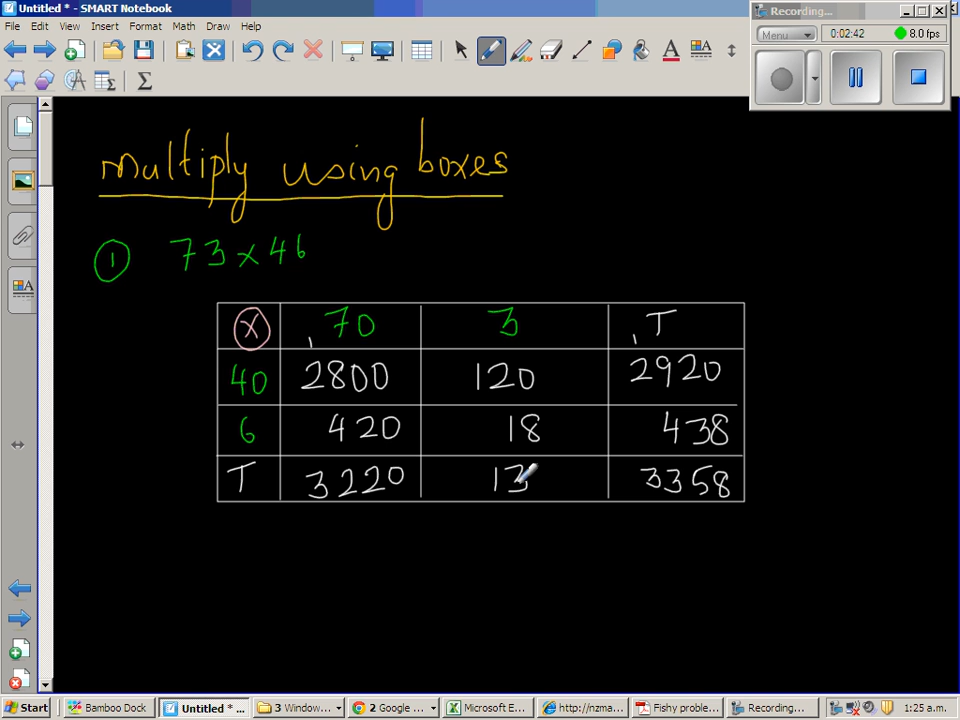 Untitled * - SMART Notebook
Recording...
File Edit View Insert Format Math Draw Help
Menu 0:02:42 8.0 fps
multiply using boxes
1 73 x 46
X 70 3 T
40 2800 120 2920
6 420 18 438
T 3220 13 3358
Start Bamboo Dock Untitled * ... 3 Window... 2 Google ... Microsoft E... http://nzma... Fishy proble... Recording... 1:25 a.m.